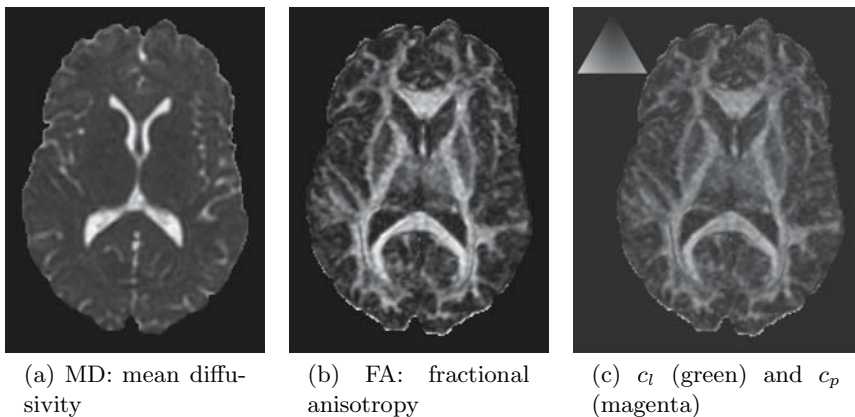 (a) MD: mean diffu-
sivity
(b) FA: fractional
anisotropy
(c) c_l (green) and c_p
(magenta)